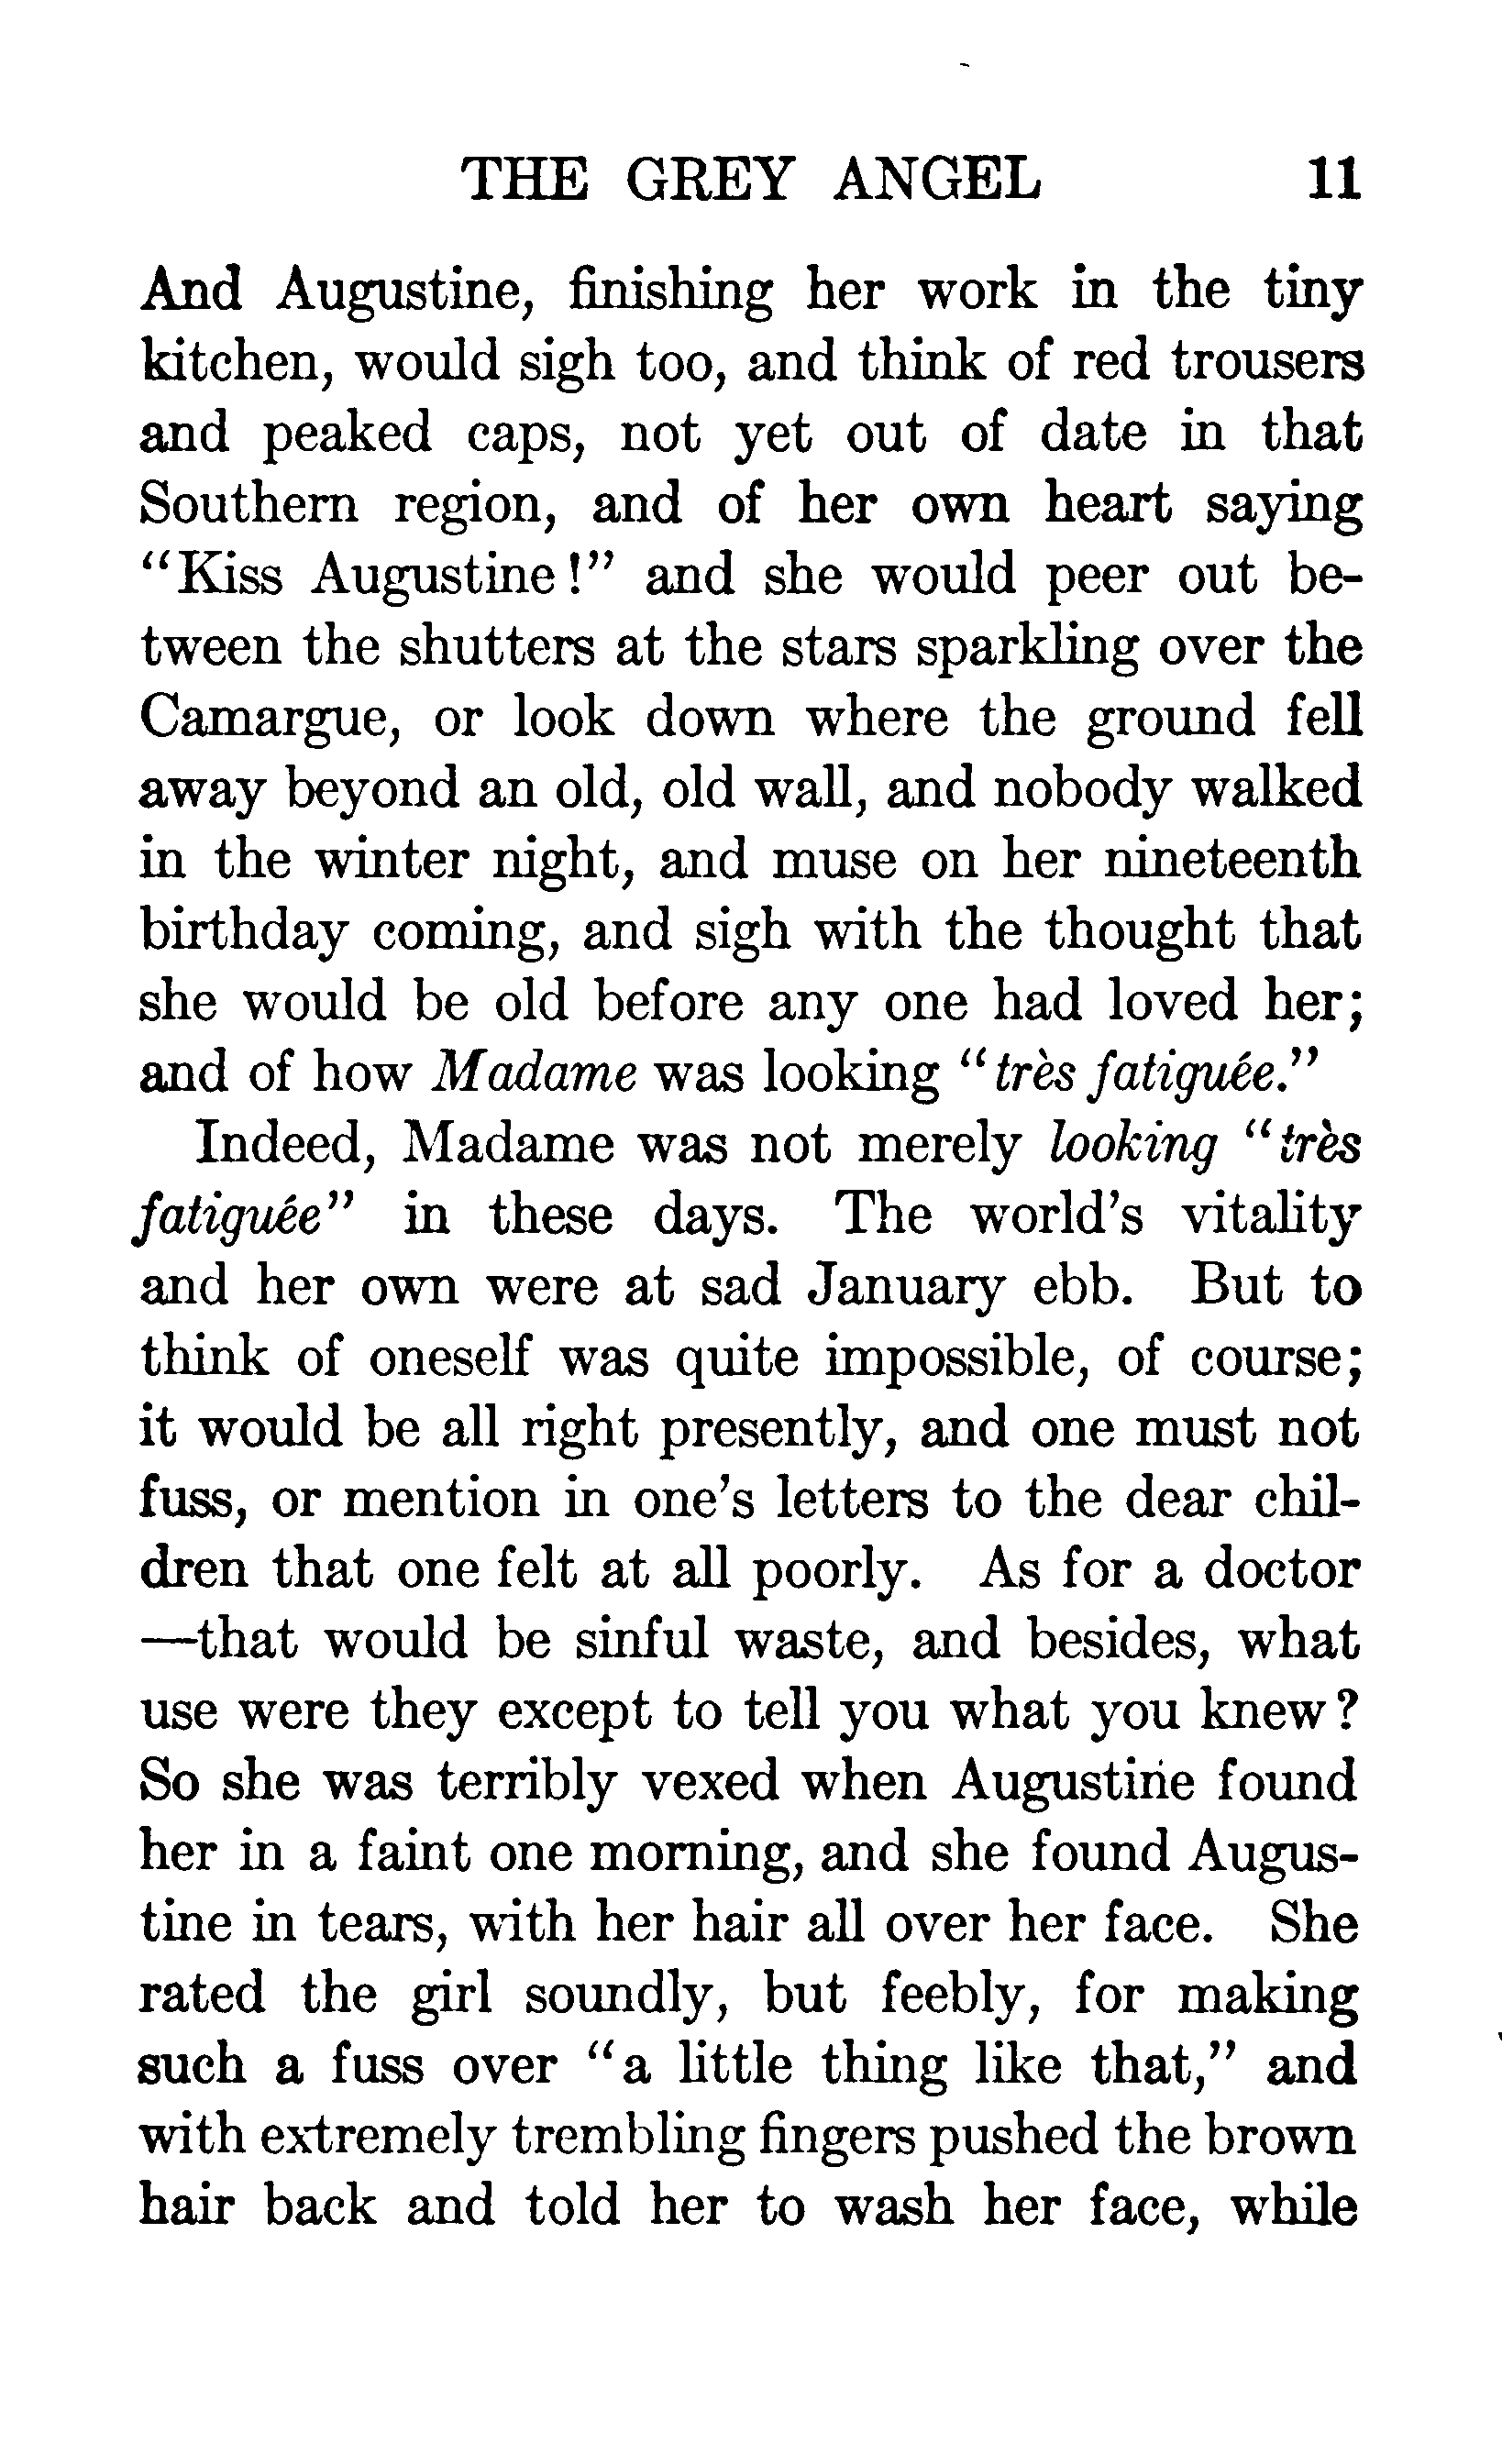 THE GREY ANGEL 11
And Augustine, finishing her work in the tiny
kitchen, would sigh too, and think of red trousers
and peaked caps, not yet out of date in that
Southern region, and of her own heart saying
"Kiss Augustine!" and she would peer out be-
tween the shutters at the stars sparkling over the
Camargue, or look down where the ground fell
away beyond an old, old wall, and nobody walked
in the winter night, and muse on her nineteenth
birthday coming, and sigh with the thought that
she would be old before any one had loved her;
and of how Madame was looking "très fatiguée."
Indeed, Madame was not merely looking "très
fatiguée" in these days. The world's vitality
and her own were at sad January ebb. But to
think of oneself was quite impossible, of course;
it would be all right presently, and one must not
fuss, or mention in one's letters to the dear chil-
dren that one felt at all poorly. As for a doctor
—that would be sinful waste, and besides, what
use were they except to tell you what you knew?
So she was terribly vexed when Augustine found
her in a faint one morning, and she found Augus-
tine in tears, with her hair all over her face. She
rated the girl soundly, but feebly, for making
such a fuss over "a little thing like that," and
with extremely trembling fingers pushed the brown
hair back and told her to wash her face, while